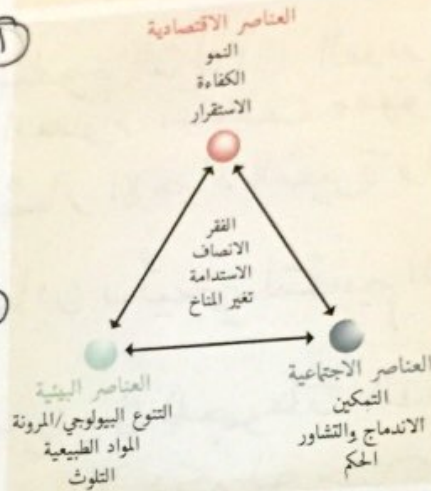 العناصر الاقتصادية
النمو
الكفاءة
الاستقرار
الفقر
الانصاف
الاستدامة
تغير المناخ
العناصر البيئية
التنوع البيولوجي/المرونة
المواد الطبيعية
التلوث
العناصر الاجتماعية
التمكين
الاندماج والتشاور
الحكم